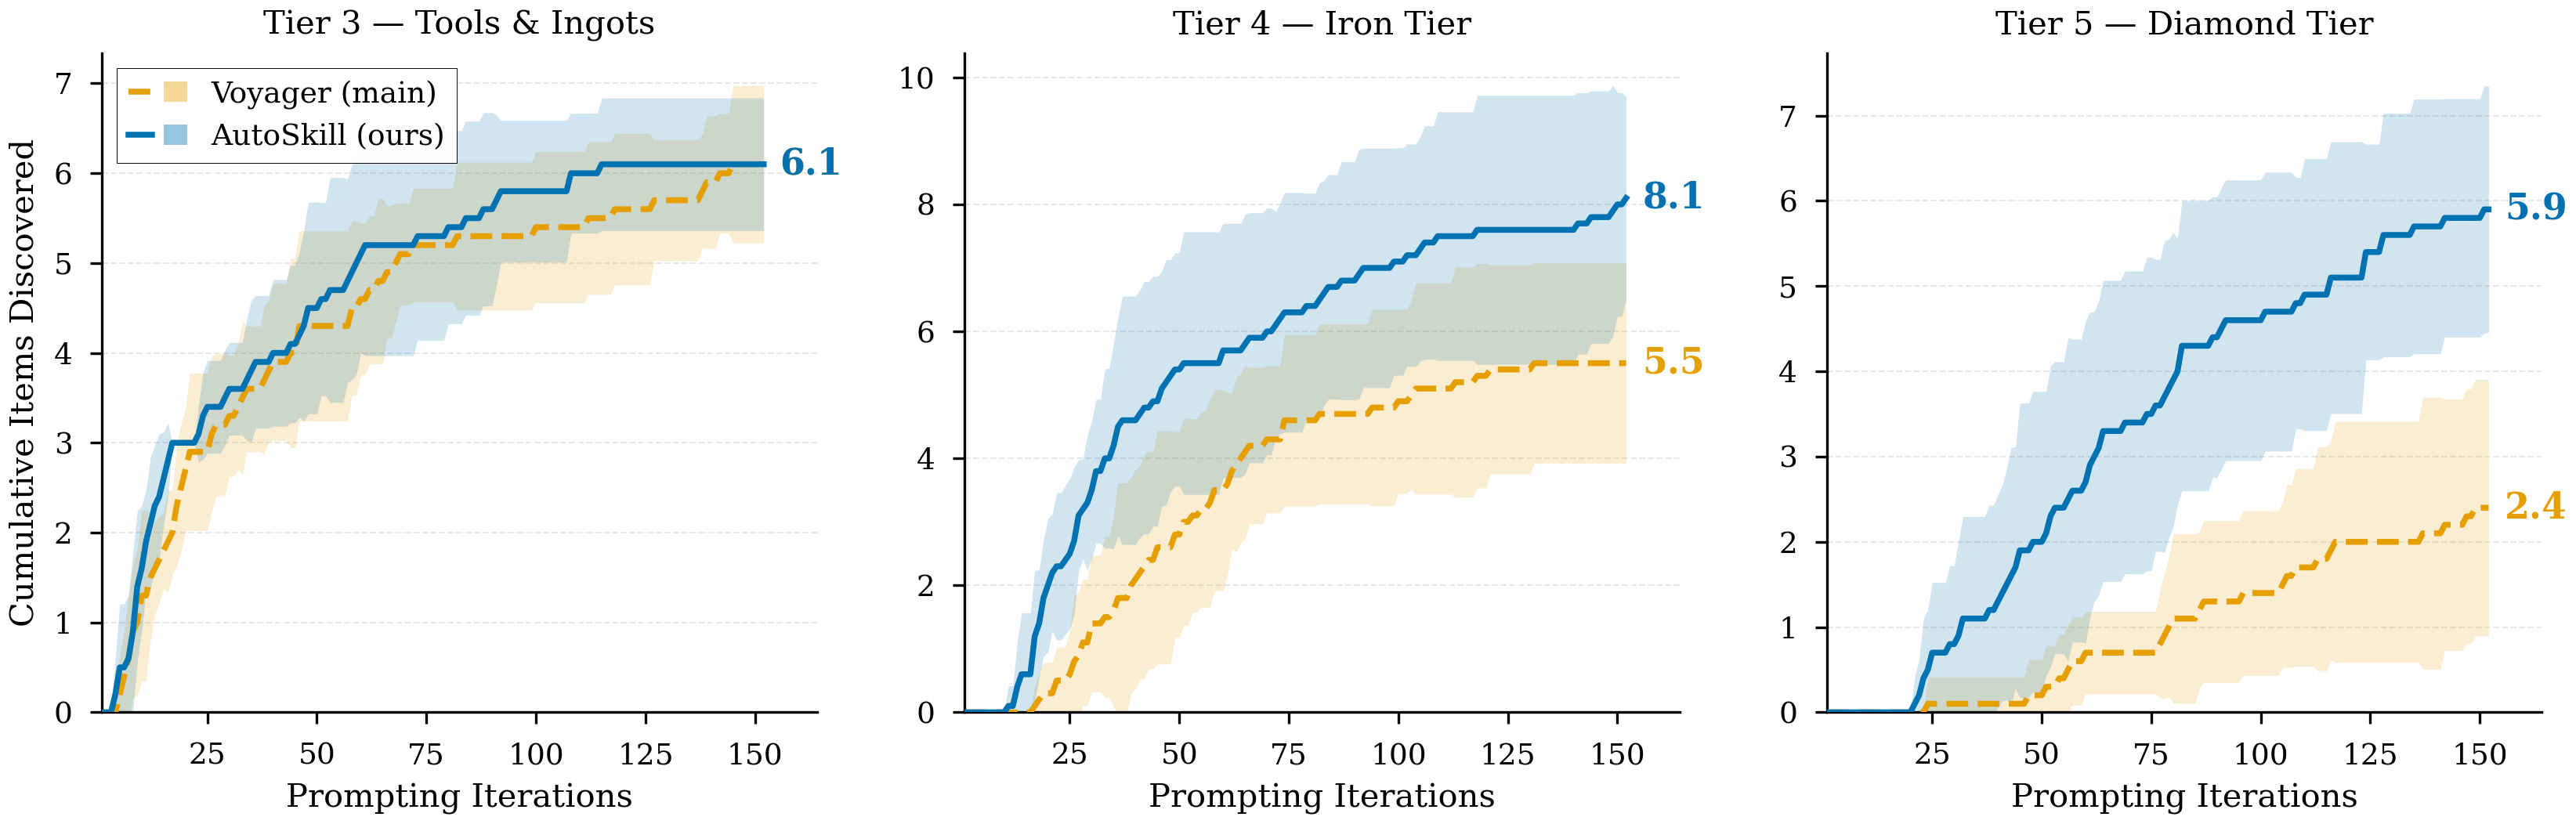 Tier 3 — Tools & Ingots
Cumulative Items Discovered
7
6
5
4
3
2
1
0
Voyager (main)
AutoSkill (ours)
6.1
25 50 75 100 125 150
Prompting Iterations
Tier 4 — Iron Tier
10
8
6
4
2
0
8.1
5.5
25 50 75 100 125 150
Prompting Iterations
Tier 5 — Diamond Tier
7
6
5
4
3
2
1
0
5.9
2.4
25 50 75 100 125 150
Prompting Iterations